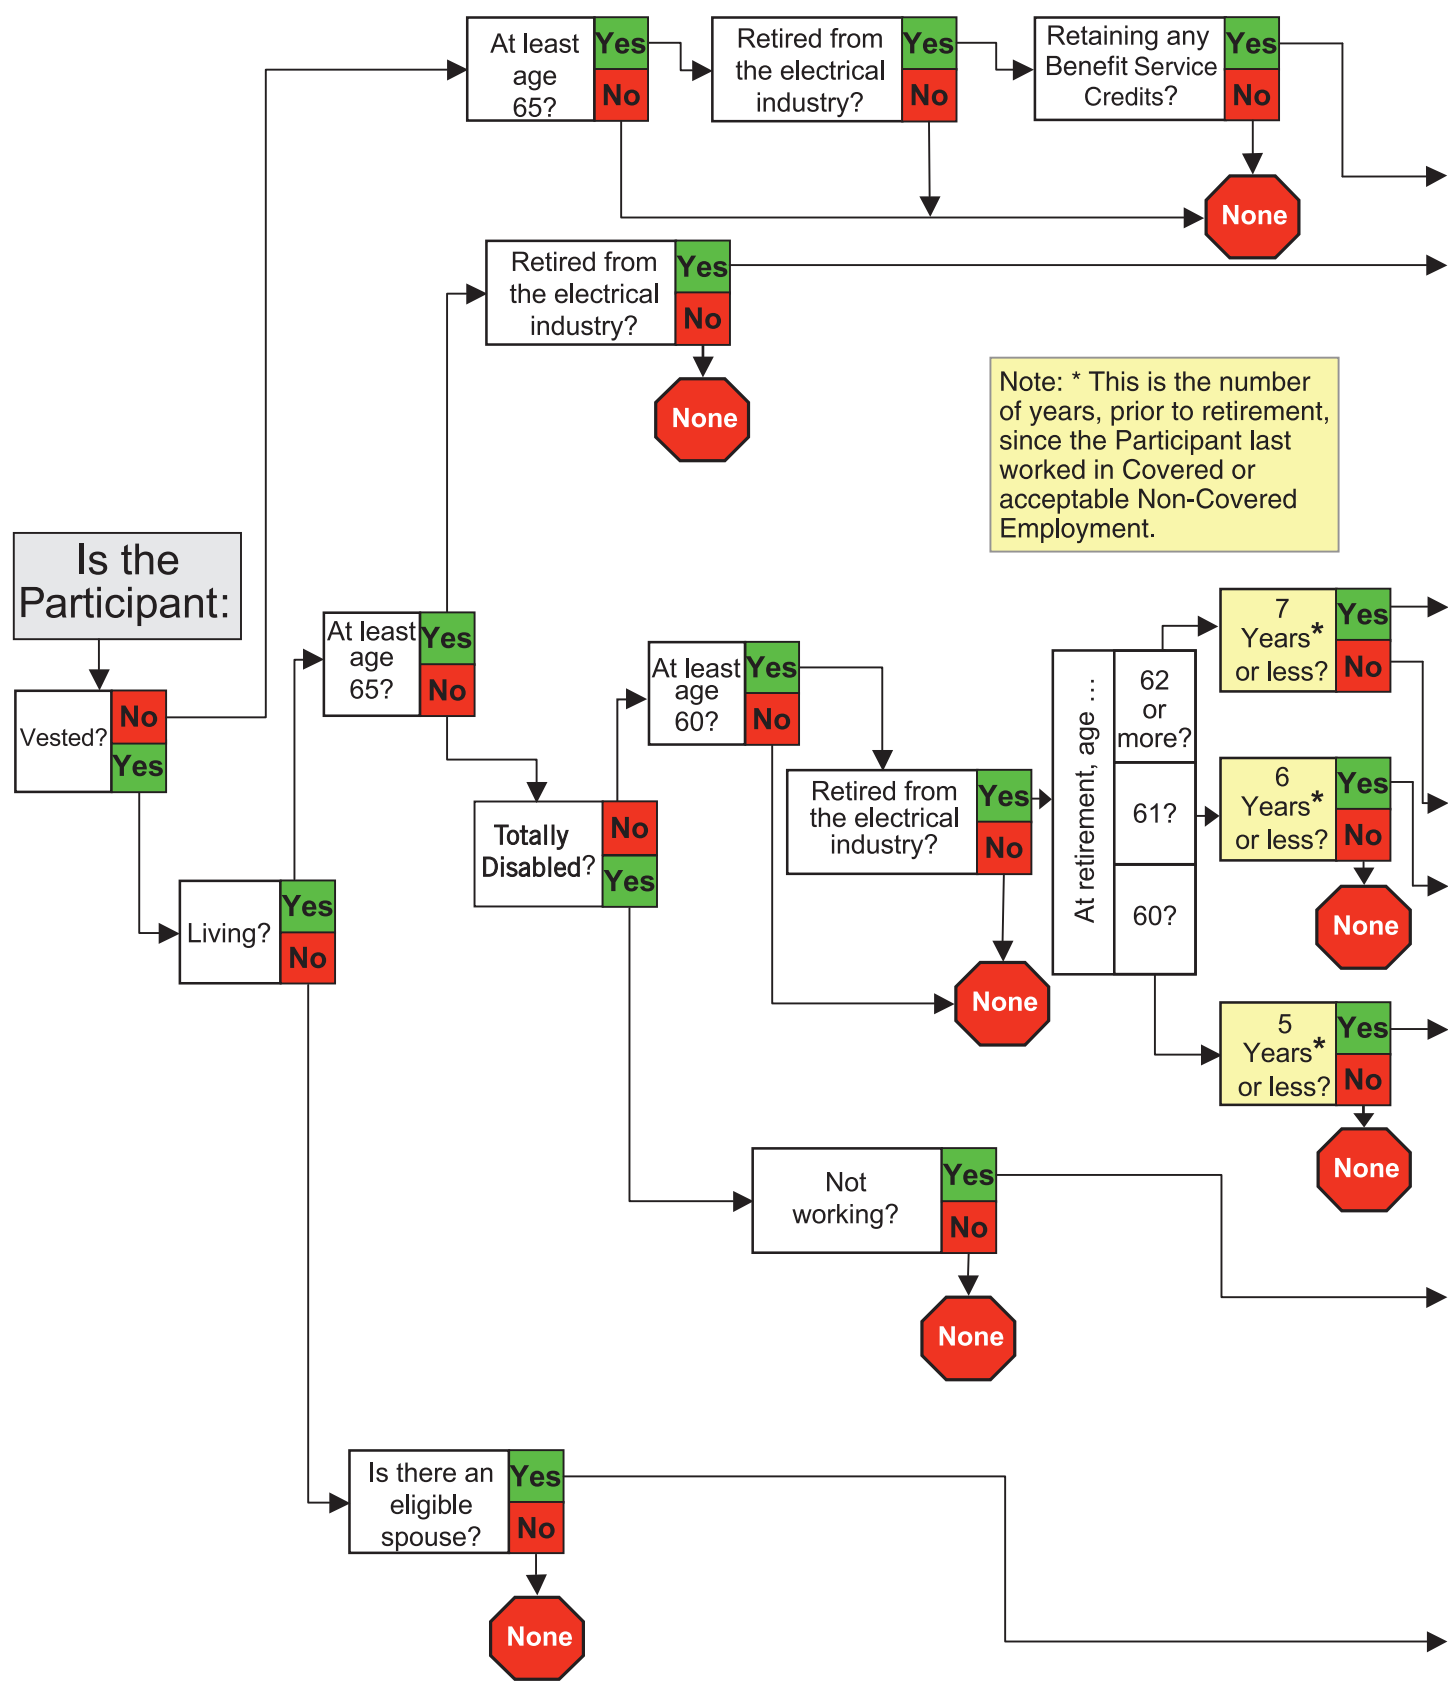 At least
age
65?
Yes
No
Retired from
the electrical
industry?
Yes
No
Retaining any
Benefit Service
Credits?
Yes
No
None
Retired from
the electrical
industry?
Yes
No
None
Note: * This is the number
of years, prior to retirement,
since the Participant last
worked in Covered or
acceptable Non-Covered
Employment.
Is the
Participant:
Vested?
No
Yes
Living?
Yes
No
At least
age
65?
Yes
No
Totally
Disabled?
No
Yes
At least
age
60?
Yes
No
Retired from
the electrical
industry?
Yes
No
None
At retirement, age ...
62
or
more?
61?
60?
7
Years*
or less?
Yes
No
6
Years*
or less?
Yes
No
None
5
Years*
or less?
Yes
No
None
Not
working?
Yes
No
None
Is there an
eligible
spouse?
Yes
No
None